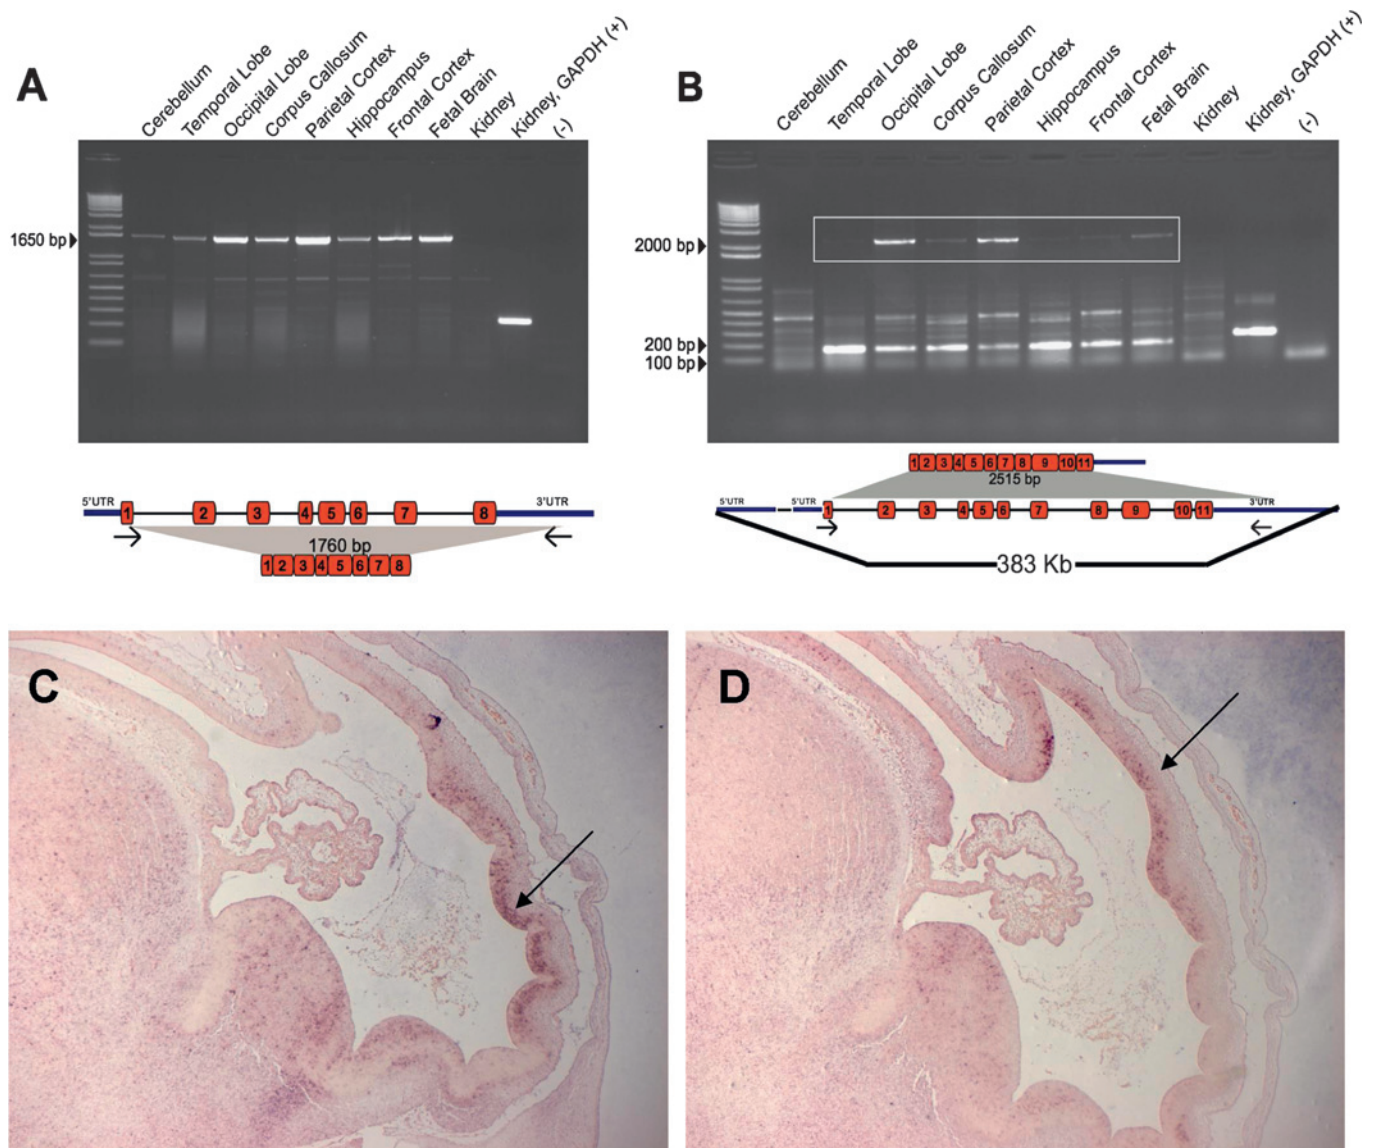 A
Cerebellum
Temporal Lobe
Occipital Lobe
Corpus Callosum
Parietal Cortex
Hippocampus
Frontal Cortex
Fetal Brain
Kidney
Kidney, GAPDH (+)
(-)
1650 bp
5'UTR
3'UTR
1 2 3 4 5 6 7 8
1760 bp
1 2 3 4 5 6 7 8
B
Cerebellum
Temporal Lobe
Occipital Lobe
Corpus Callosum
Parietal Cortex
Hippocampus
Frontal Cortex
Fetal Brain
Kidney
Kidney, GAPDH (+)
(-)
2000 bp
200 bp
100 bp
1 2 3 4 5 6 7 8 9 10 11
2515 bp
5'UTR 5'UTR 3'UTR
1 2 3 4 5 6 7 8 9 10 11
383 Kb
C
D